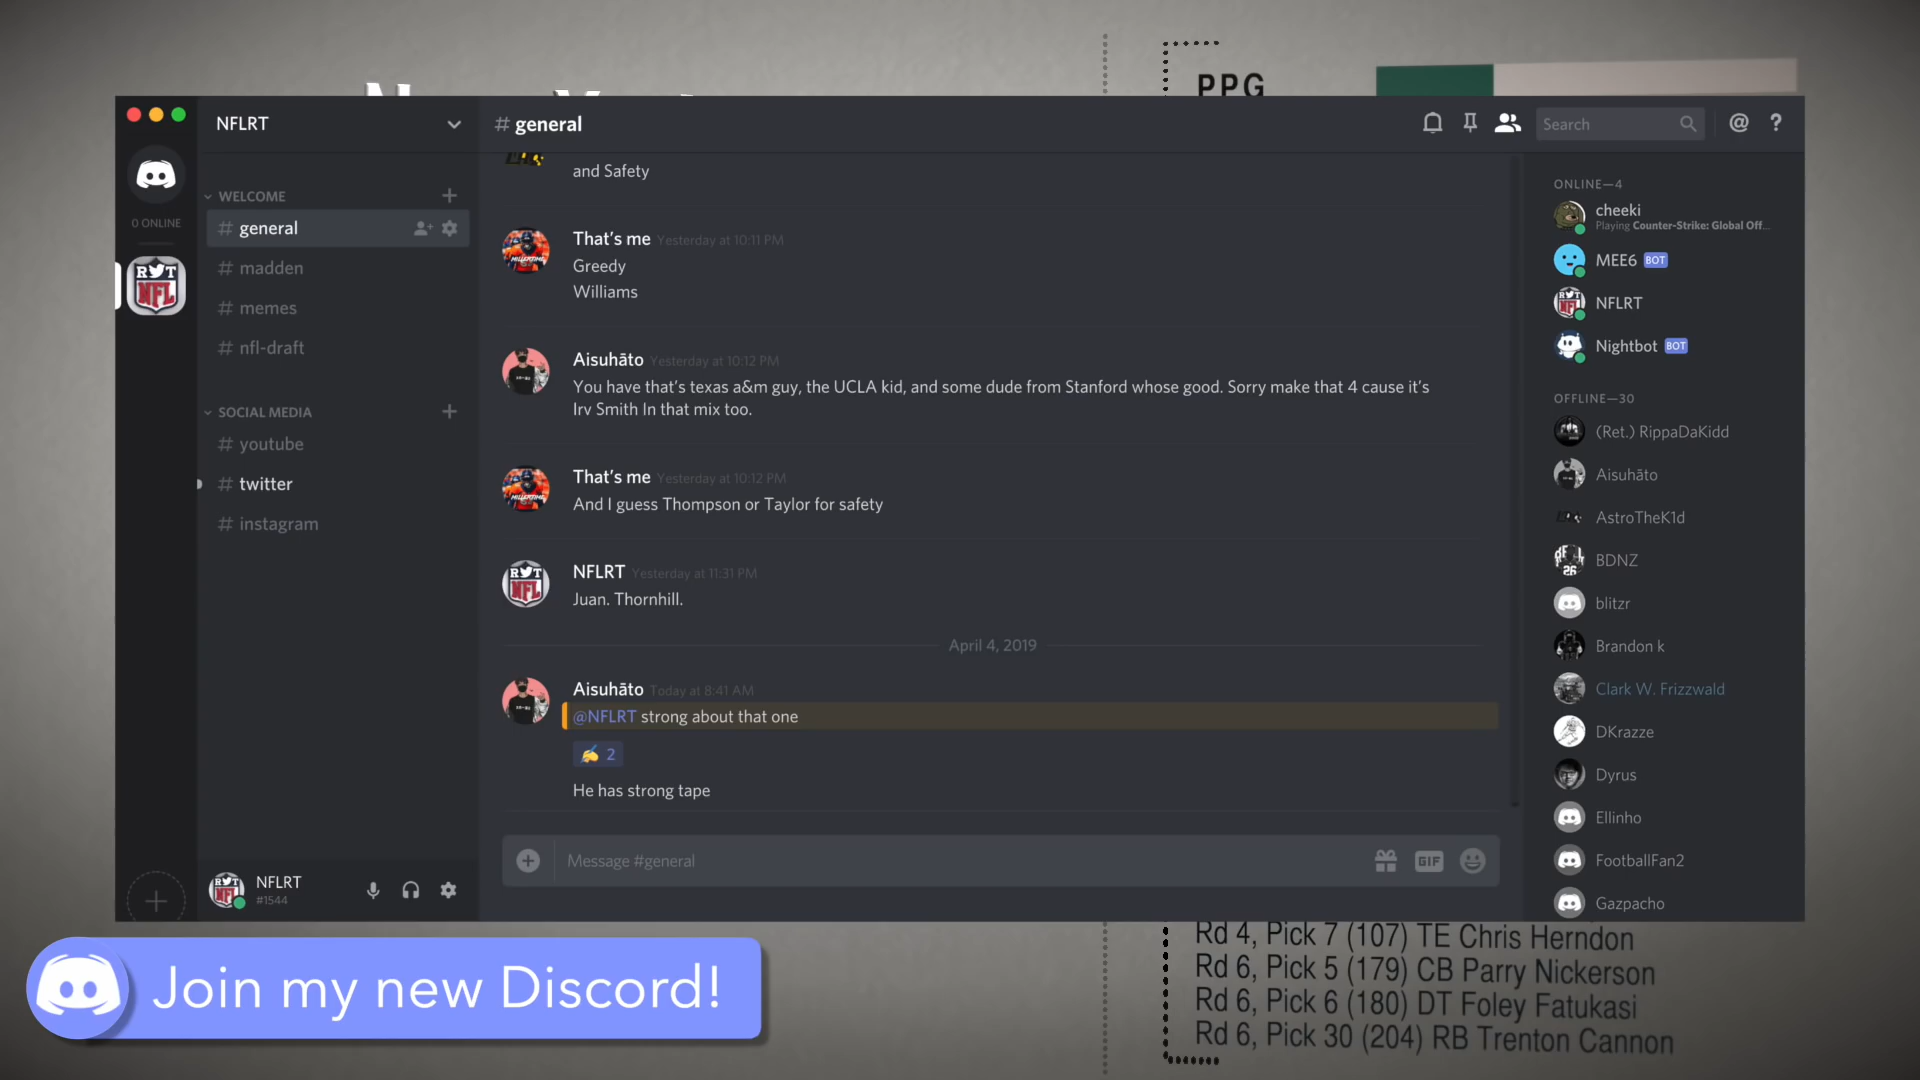 PPG
NFLRT
# general
Search
@ ?
0 ONLINE
WELCOME
# general
# madden
# memes
# nfl-draft
SOCIAL MEDIA
# youtube
# twitter
# instagram
R T
NFL
NFLRT
#1544
and Safety
That's me Yesterday at 10:11 PM
Greedy
Williams
Aisuhāto Yesterday at 10:12 PM
You have that's texas a&m guy, the UCLA kid, and some dude from Stanford whose good. Sorry make that 4 cause it's
Irv Smith In that mix too.
That's me Yesterday at 10:12 PM
And I guess Thompson or Taylor for safety
NFLRT Yesterday at 11:31 PM
Juan. Thornhill.
April 4, 2019
Aisuhāto Today at 8:41 AM
@NFLRT strong about that one
2
He has strong tape
Message #general
GIF
ONLINE—4
cheeki
Playing Counter-Strike: Global Off...
MEE6 BOT
NFLRT
Nightbot BOT
OFFLINE—30
(Ret.) RippaDaKidd
Aisuhāto
AstroTheK1d
BDNZ
blitzr
Brandon k
Clark W. Frizzwald
DKrazze
Dyrus
Ellinho
FootballFan2
Gazpacho
Rd 4, Pick 7 (107) TE Chris Herndon
Rd 6, Pick 5 (179) CB Parry Nickerson
Rd 6, Pick 6 (180) DT Foley Fatukasi
Rd 6, Pick 30 (204) RB Trenton Cannon
Join my new Discord!